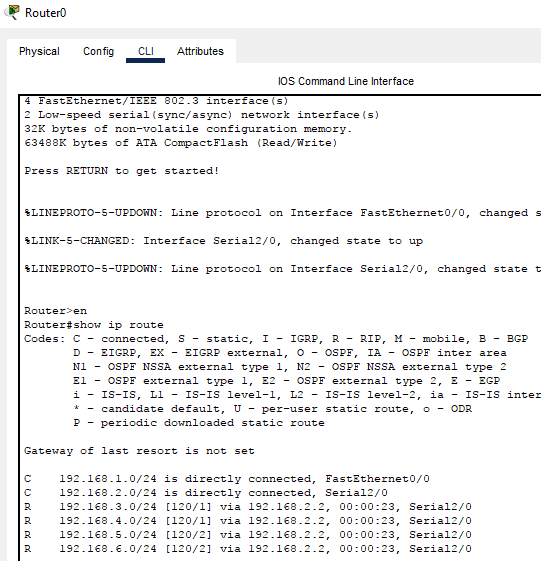 Router0
Physical Config CLI Attributes
IOS Command Line Interface
4 FastEthernet/IEEE 802.3 interface(s)
2 Low-speed serial(sync/async) network interface(s)
32K bytes of non-volatile configuration memory.
63488K bytes of ATA CompactFlash (Read/Write)
Press RETURN to get started!
%LINEPROTO-5-UPDOWN: Line protocol on Interface FastEthernet0/0, changed s
%LINK-5-CHANGED: Interface Serial2/0, changed state to up
%LINEPROTO-5-UPDOWN: Line protocol on Interface Serial2/0, changed state t
Router>en
Router#show ip route
Codes: C - connected, S - static, I - IGRP, R - RIP, M - mobile, B - BGP
D - EIGRP, EX - EIGRP external, O - OSPF, IA - OSPF inter area
N1 - OSPF NSSA external type 1, N2 - OSPF NSSA external type 2
E1 - OSPF external type 1, E2 - OSPF external type 2, E - EGP
i - IS-IS, L1 - IS-IS level-1, L2 - IS-IS level-2, ia - IS-IS inter
* - candidate default, U - per-user static route, o - ODR
P - periodic downloaded static route
Gateway of last resort is not set
C 192.168.1.0/24 is directly connected, FastEthernet0/0
C 192.168.2.0/24 is directly connected, Serial2/0
R 192.168.3.0/24 [120/1] via 192.168.2.2, 00:00:23, Serial2/0
R 192.168.4.0/24 [120/1] via 192.168.2.2, 00:00:23, Serial2/0
R 192.168.5.0/24 [120/2] via 192.168.2.2, 00:00:23, Serial2/0
R 192.168.6.0/24 [120/2] via 192.168.2.2, 00:00:23, Serial2/0